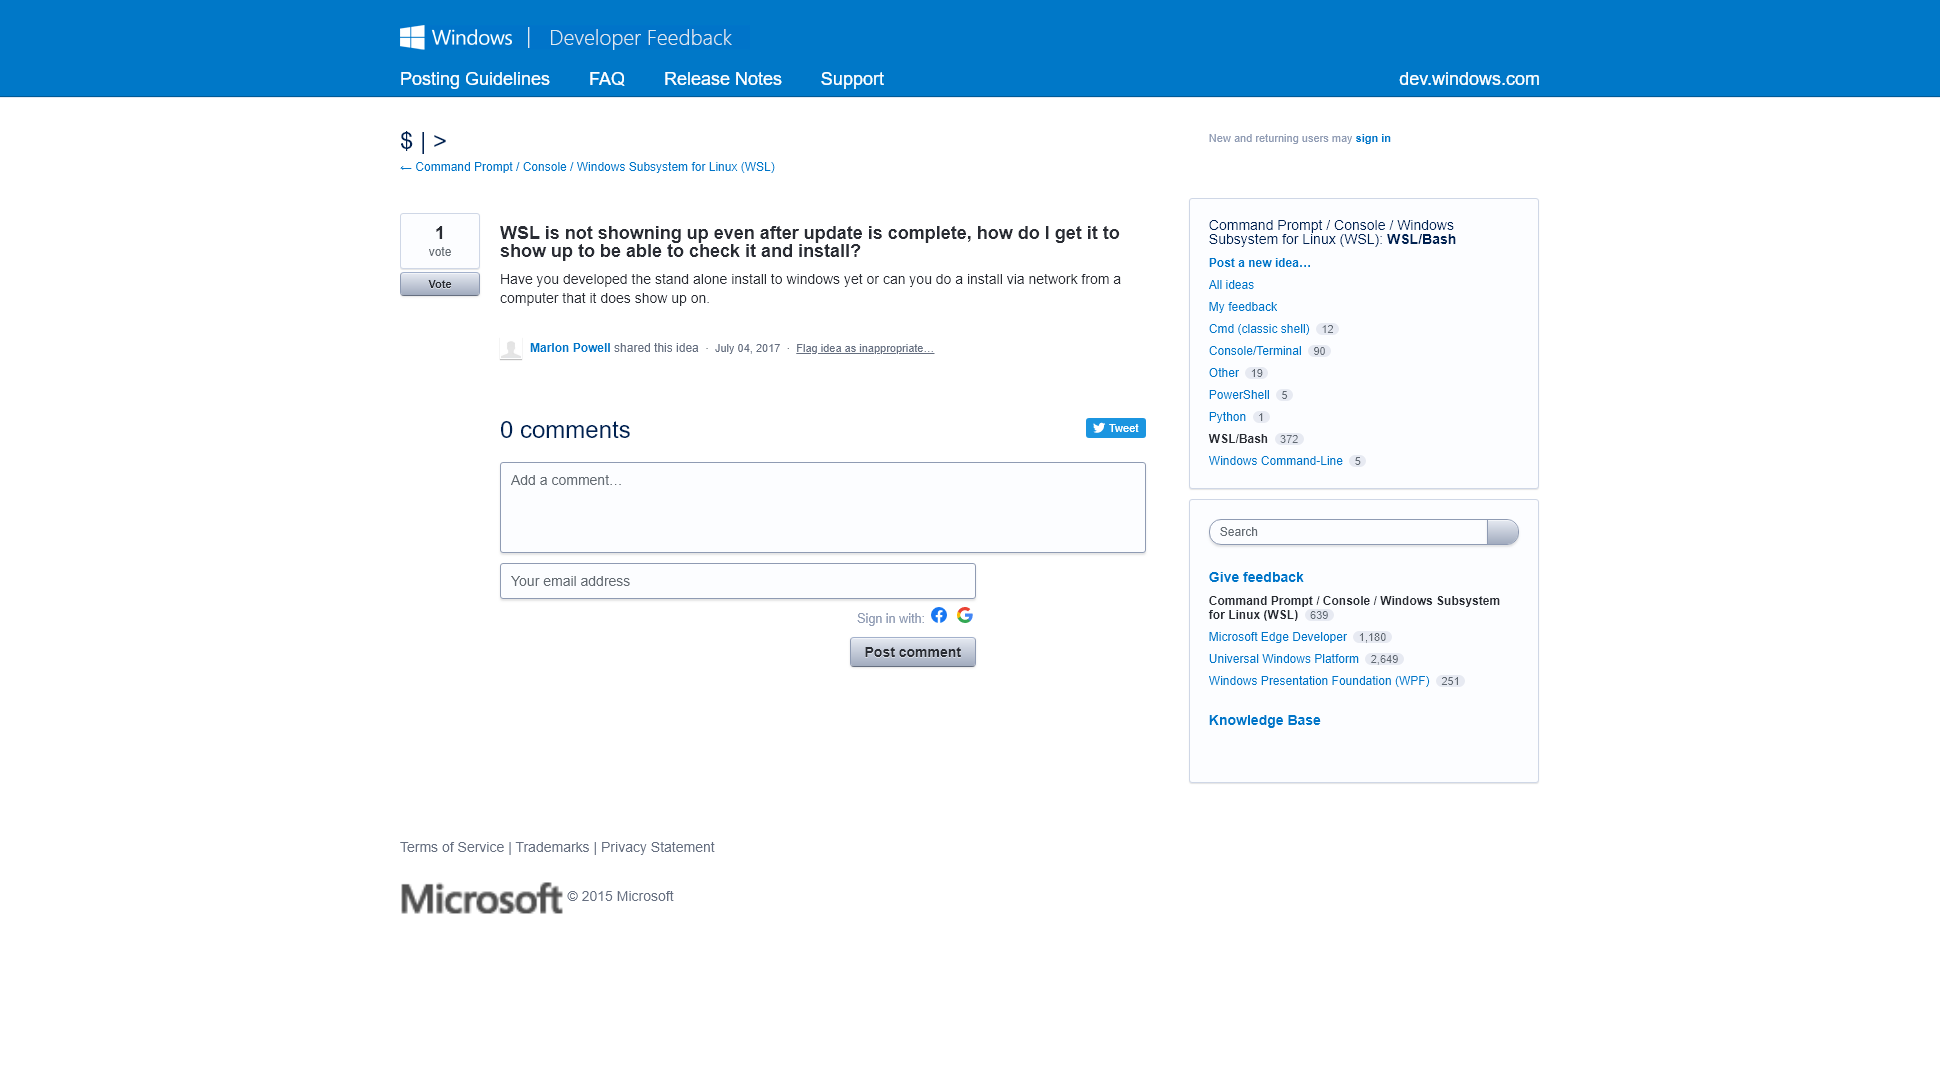 Windows | Developer Feedback
Posting Guidelines FAQ Release Notes Support dev.windows.com
$ | >
New and returning users may sign in
← Command Prompt / Console / Windows Subsystem for Linux (WSL)
1
vote
Vote
WSL is not showning up even after update is complete, how do I get it to
show up to be able to check it and install?
Have you developed the stand alone install to windows yet or can you do a install via network from a
computer that it does show up on.
Marlon Powell shared this idea · July 04, 2017 · Flag idea as inappropriate…
0 comments
Tweet
Add a comment…
Your email address
Sign in with:
Post comment
Command Prompt / Console / Windows
Subsystem for Linux (WSL): WSL/Bash
Post a new idea…
All ideas
My feedback
Cmd (classic shell) 12
Console/Terminal 90
Other 19
PowerShell 5
Python 1
WSL/Bash 372
Windows Command-Line 5
Search
Give feedback
Command Prompt / Console / Windows Subsystem
for Linux (WSL) 639
Microsoft Edge Developer 1,180
Universal Windows Platform 2,649
Windows Presentation Foundation (WPF) 251
Knowledge Base
Terms of Service | Trademarks | Privacy Statement
Microsoft © 2015 Microsoft